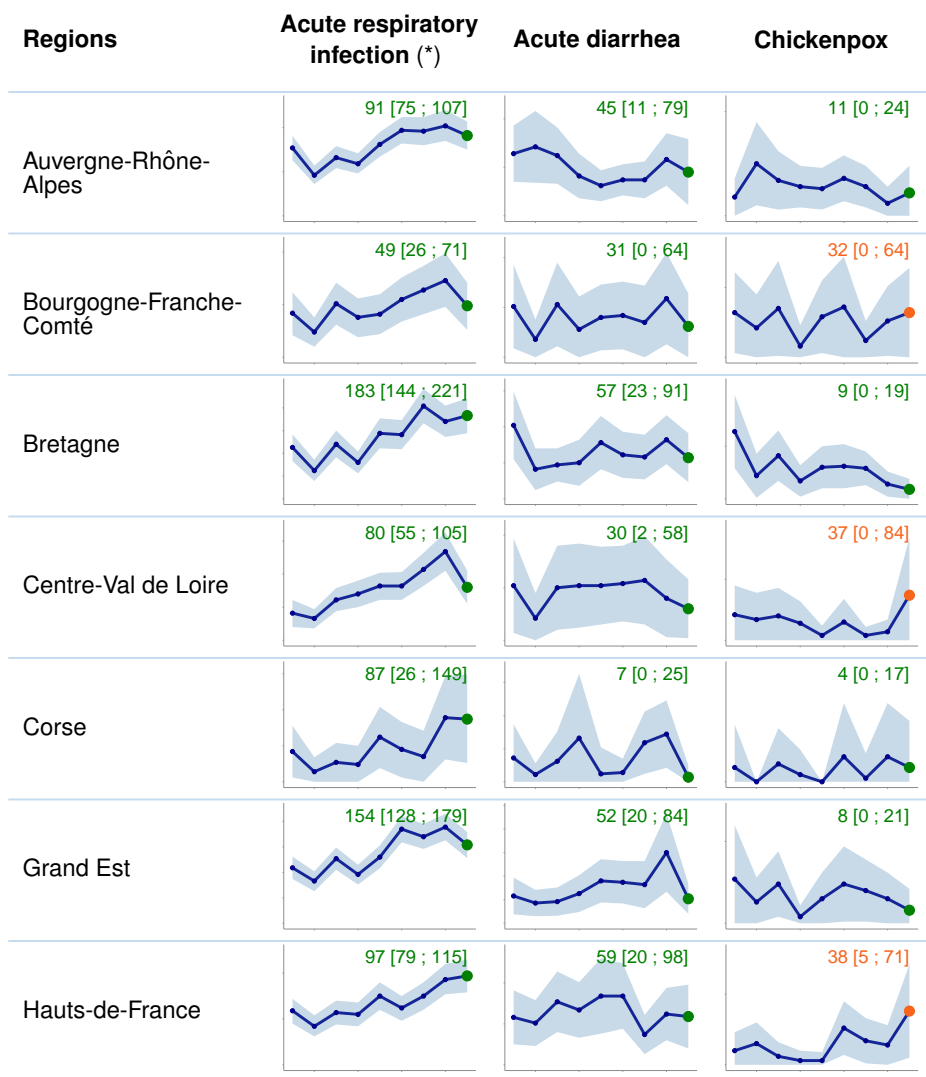 Regions
Acute respiratory
infection (*)
Acute diarrhea
Chickenpox
Auvergne-Rhône-
Alpes
91 [75 ; 107]
45 [11 ; 79]
11 [0 ; 24]
Bourgogne-Franche-
Comté
49 [26 ; 71]
31 [0 ; 64]
32 [0 ; 64]
Bretagne
183 [144 ; 221]
57 [23 ; 91]
9 [0 ; 19]
Centre-Val de Loire
80 [55 ; 105]
30 [2 ; 58]
37 [0 ; 84]
Corse
87 [26 ; 149]
7 [0 ; 25]
4 [0 ; 17]
Grand Est
154 [128 ; 179]
52 [20 ; 84]
8 [0 ; 21]
Hauts-de-France
97 [79 ; 115]
59 [20 ; 98]
38 [5 ; 71]